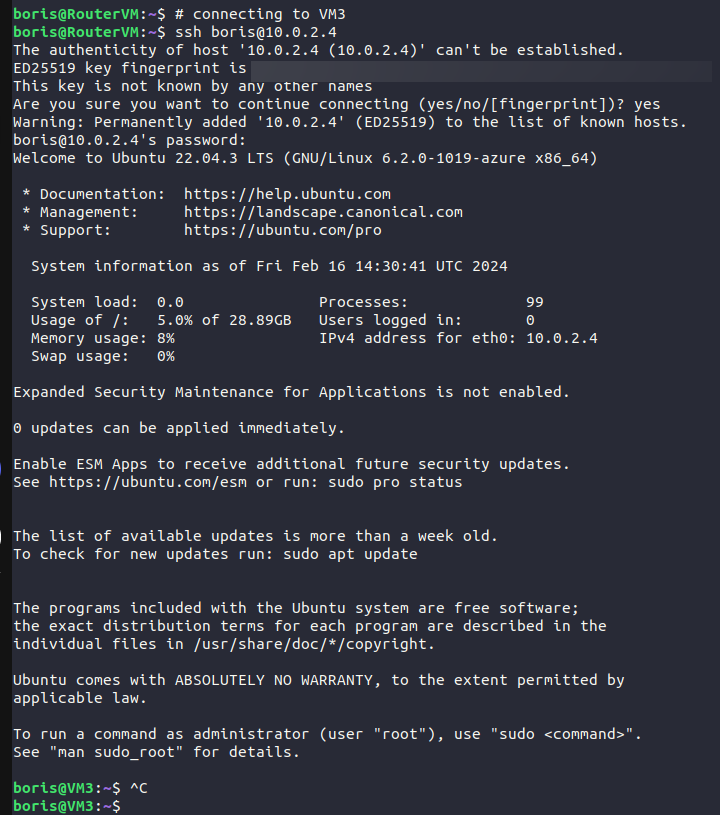 boris@RouterVM:~$ # connecting to VM3
boris@RouterVM:~$ ssh boris@10.0.2.4
The authenticity of host '10.0.2.4 (10.0.2.4)' can't be established.
ED25519 key fingerprint is
This key is not known by any other names
Are you sure you want to continue connecting (yes/no/[fingerprint])? yes
Warning: Permanently added '10.0.2.4' (ED25519) to the list of known hosts.
boris@10.0.2.4's password:
Welcome to Ubuntu 22.04.3 LTS (GNU/Linux 6.2.0-1019-azure x86_64)

 * Documentation:  https://help.ubuntu.com
 * Management:     https://landscape.canonical.com
 * Support:        https://ubuntu.com/pro

  System information as of Fri Feb 16 14:30:41 UTC 2024

  System load:  0.0               Processes:             99
  Usage of /:   5.0% of 28.89GB   Users logged in:       0
  Memory usage: 8%                IPv4 address for eth0: 10.0.2.4
  Swap usage:   0%

Expanded Security Maintenance for Applications is not enabled.

0 updates can be applied immediately.

Enable ESM Apps to receive additional future security updates.
See https://ubuntu.com/esm or run: sudo pro status

The list of available updates is more than a week old.
To check for new updates run: sudo apt update

The programs included with the Ubuntu system are free software;
the exact distribution terms for each program are described in the
individual files in /usr/share/doc/*/copyright.

Ubuntu comes with ABSOLUTELY NO WARRANTY, to the extent permitted by
applicable law.

To run a command as administrator (user "root"), use "sudo <command>".
See "man sudo_root" for details.

boris@VM3:~$ ^C
boris@VM3:~$